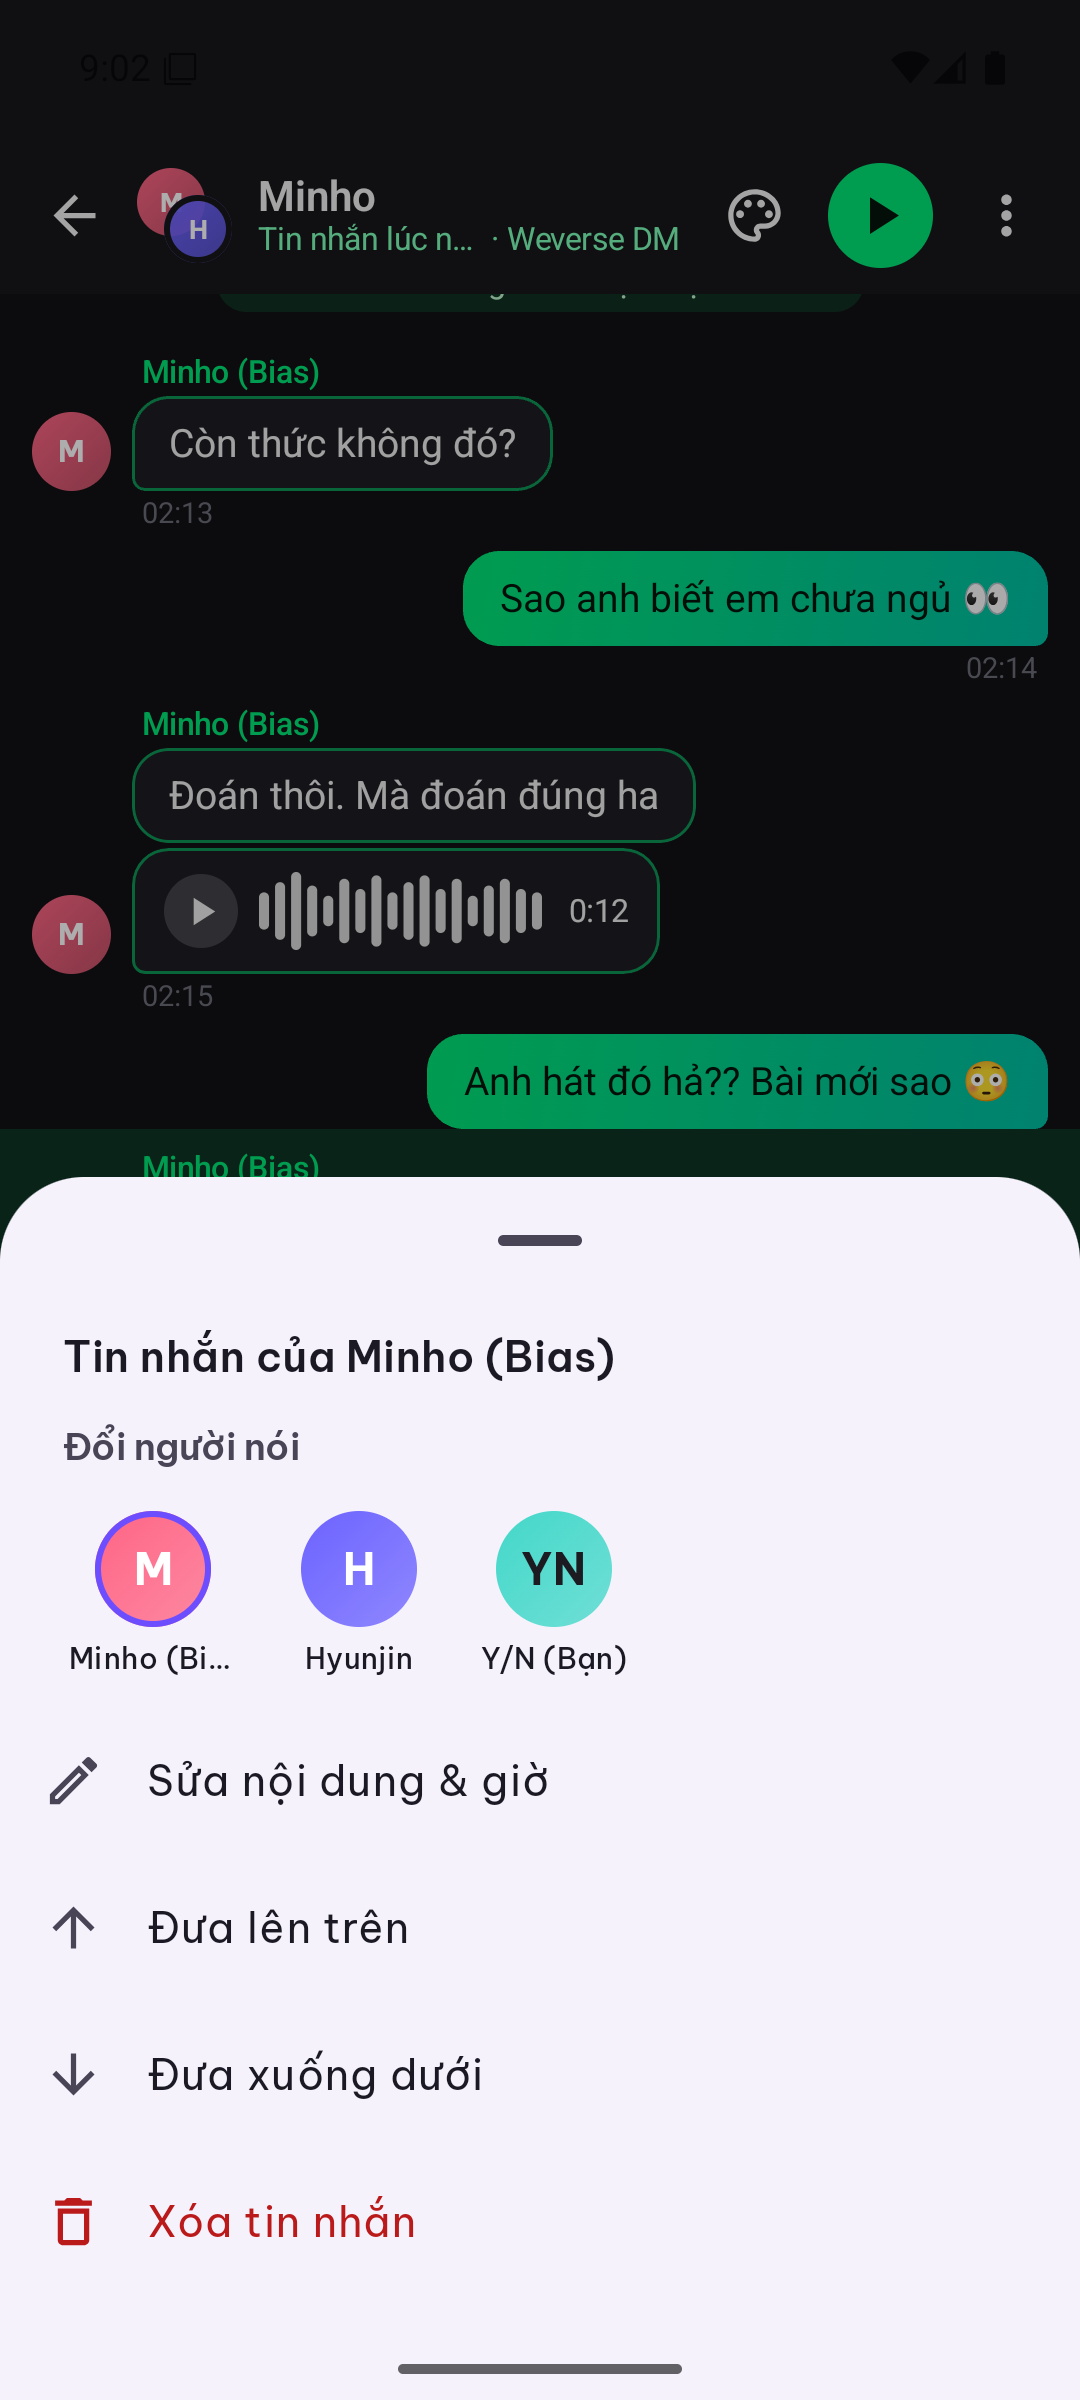 9:02
M
H
Minho
Tin nhắn lúc n... · Weverse DM
Minho (Bias)
M
Còn thức không đó?
02:13
Sao anh biết em chưa ngủ 👀
02:14
Minho (Bias)
Đoán thôi. Mà đoán đúng ha
M
0:12
02:15
Anh hát đó hả?? Bài mới sao 😳
Minho (Bias)
Tin nhắn của Minho (Bias)
Đổi người nói
M
H
YN
Minho (Bi...
Hyunjin
Y/N (Bạn)
Sửa nội dung & giờ
Đưa lên trên
Đưa xuống dưới
Xóa tin nhắn